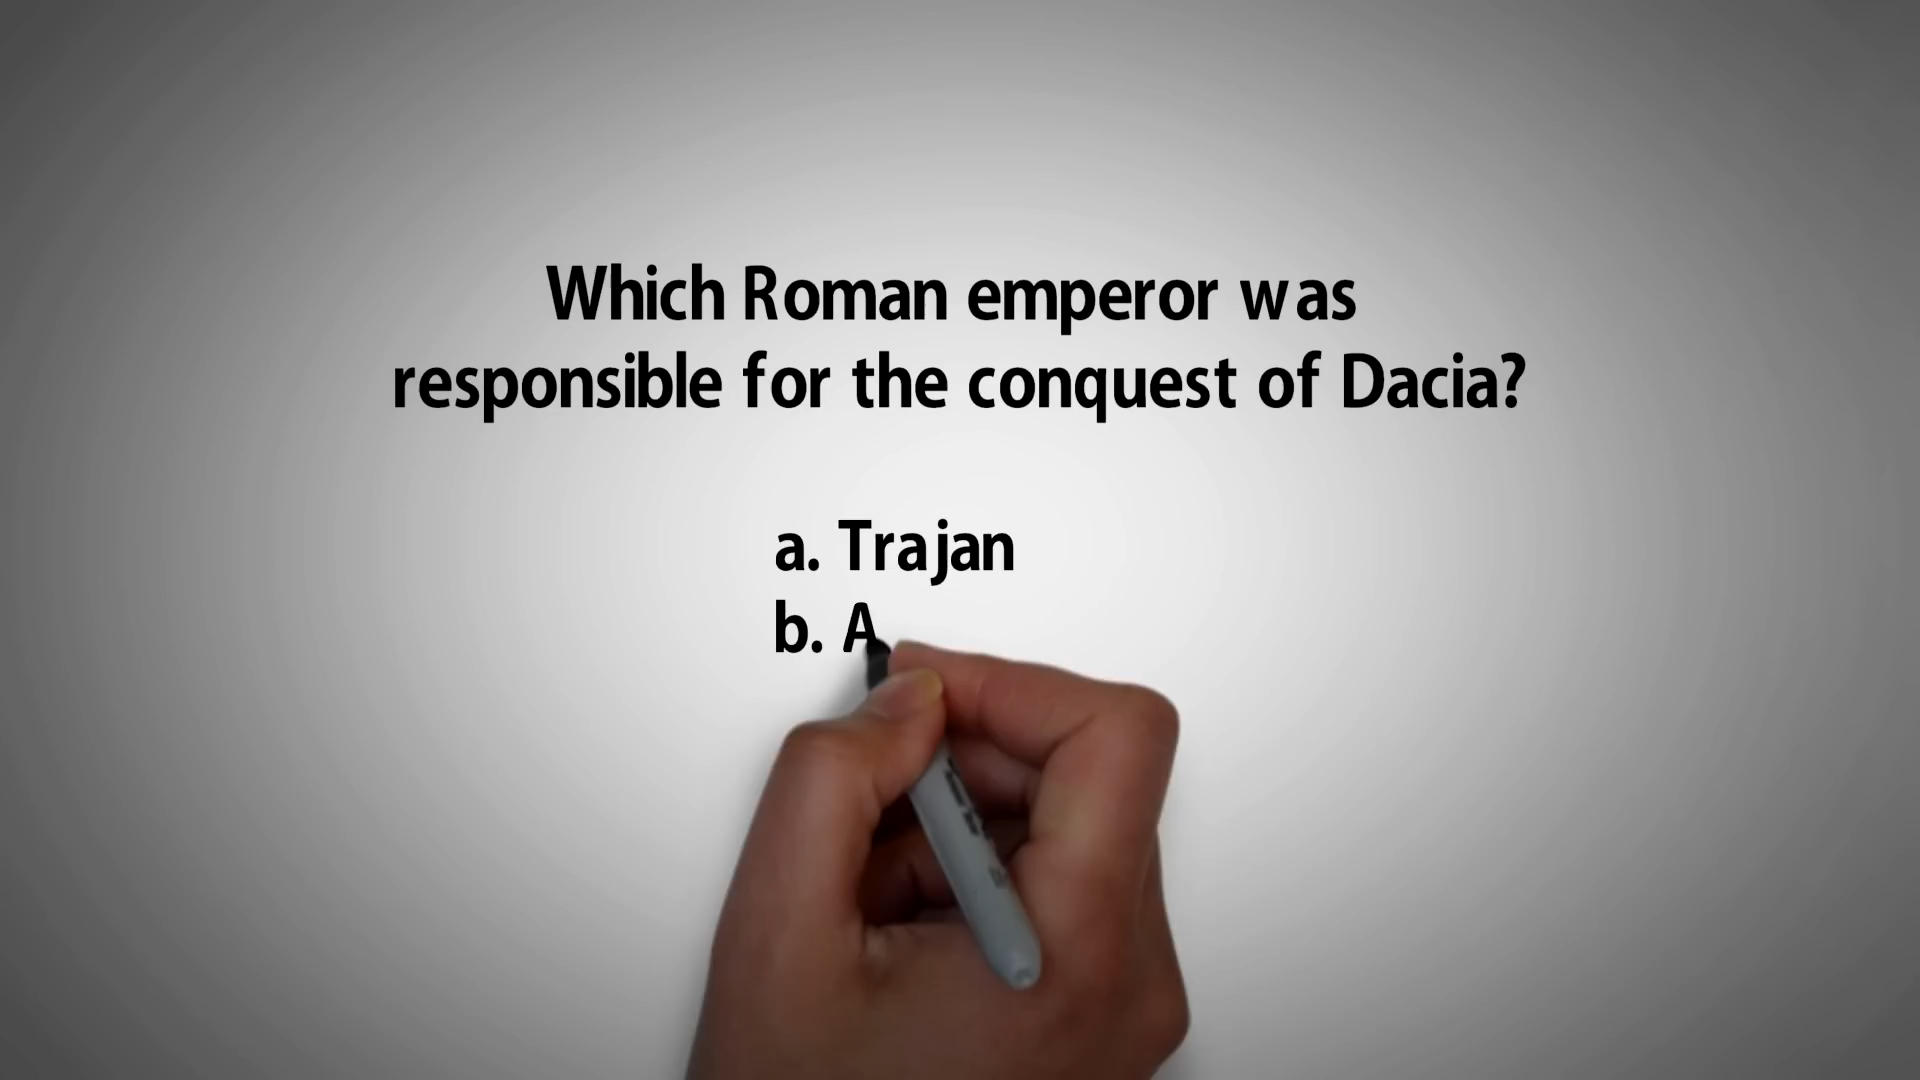 Which Roman emperor was
responsible for the conquest of Dacia?
a. Trajan
b. A